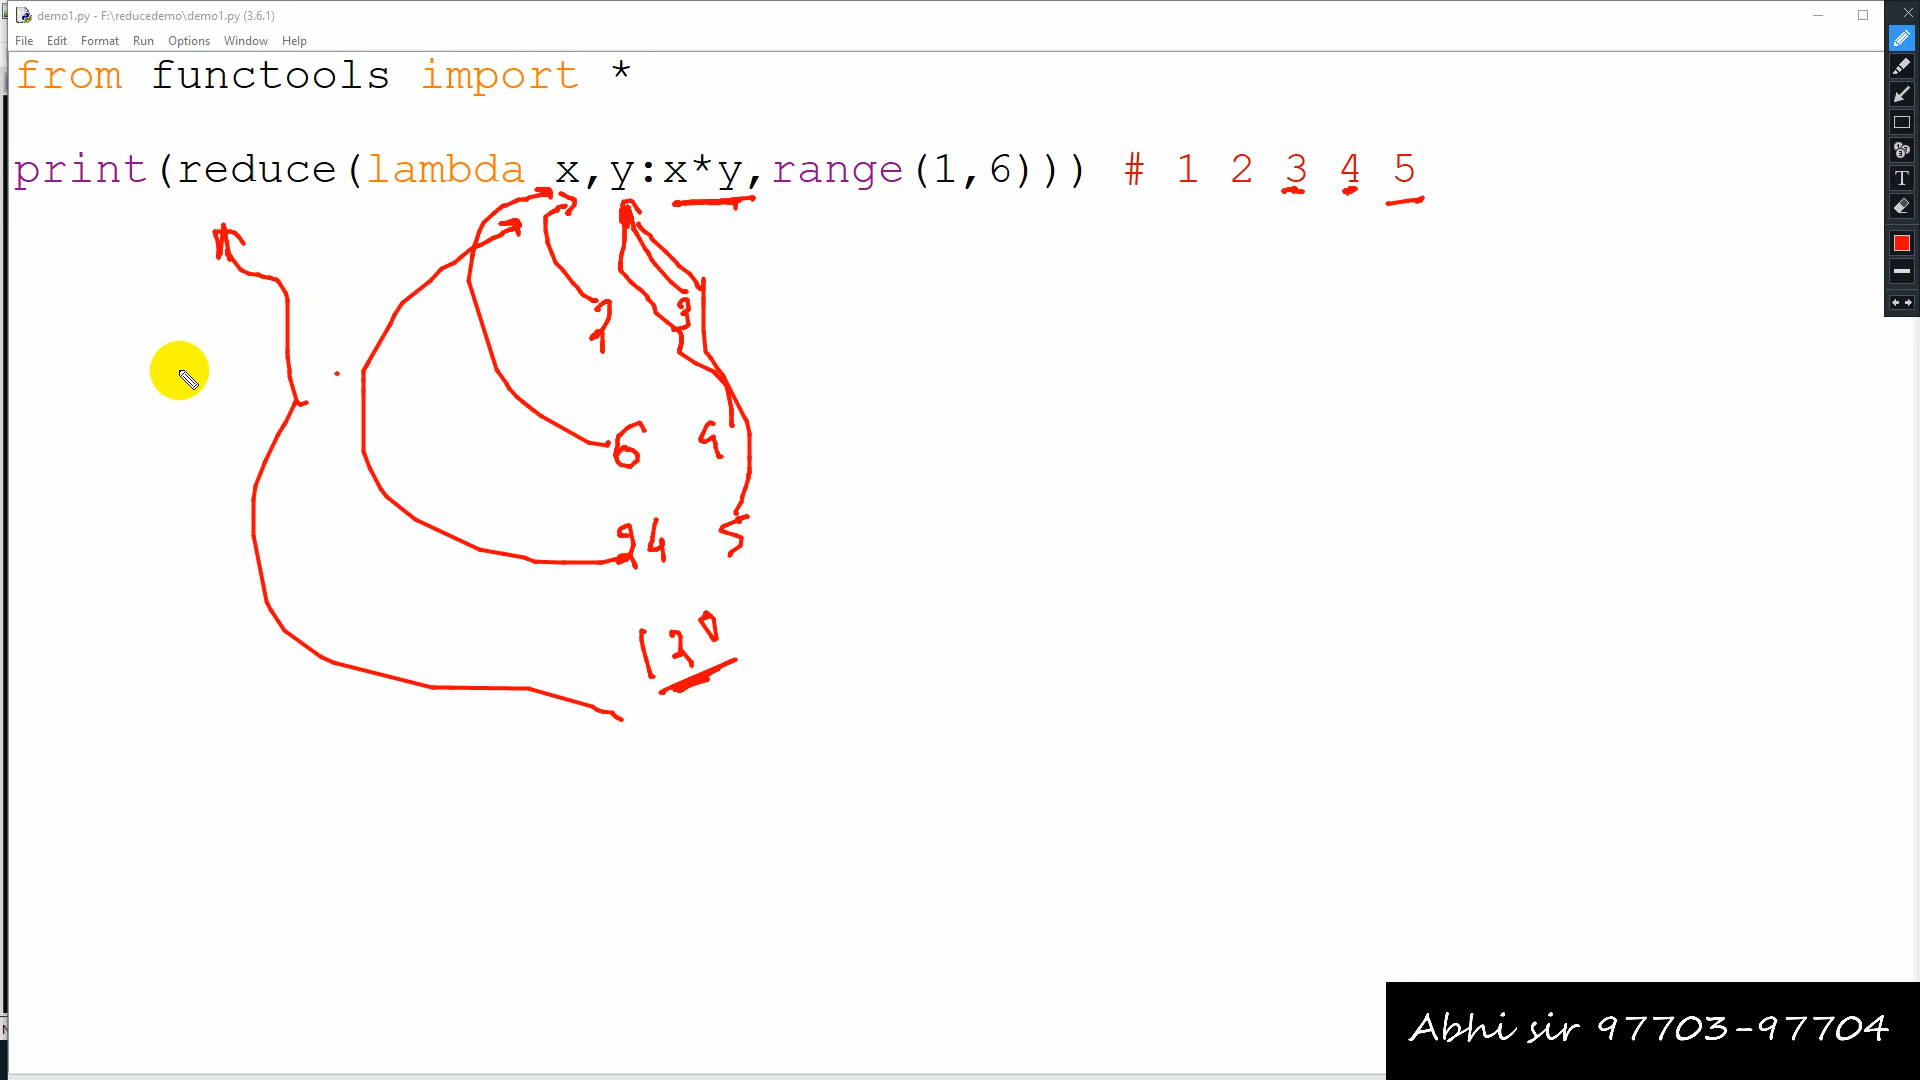 demo1.py - F:\reducedemo\demo1.py (3.6.1)
File Edit Format Run Options Window Help
from functools import *
print(reduce(lambda x,y:x*y,range(1,6))) # 1 2 3 4 5
2 3
6 4
24 5
120
T
Abhi sir 97703-97704